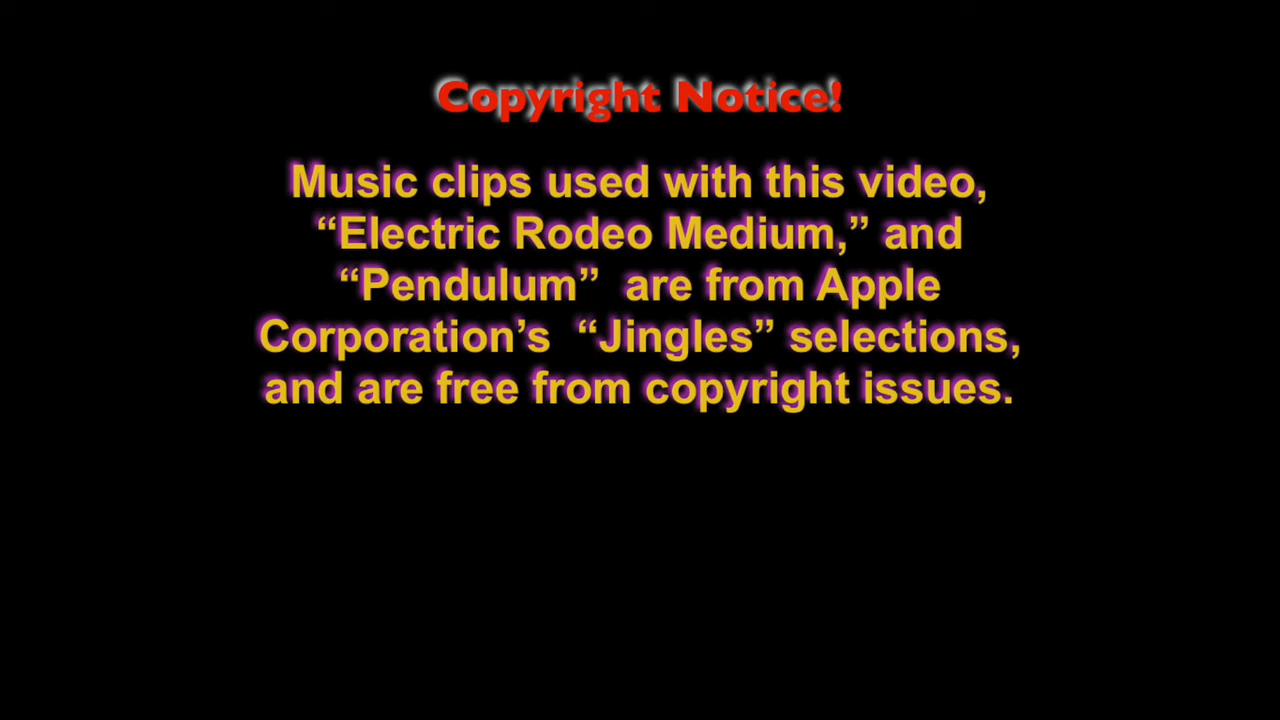 Copyright Notice!
Music clips used with this video,
“Electric Rodeo Medium,” and
“Pendulum”  are from Apple
Corporation’s  “Jingles” selections,
and are free from copyright issues.